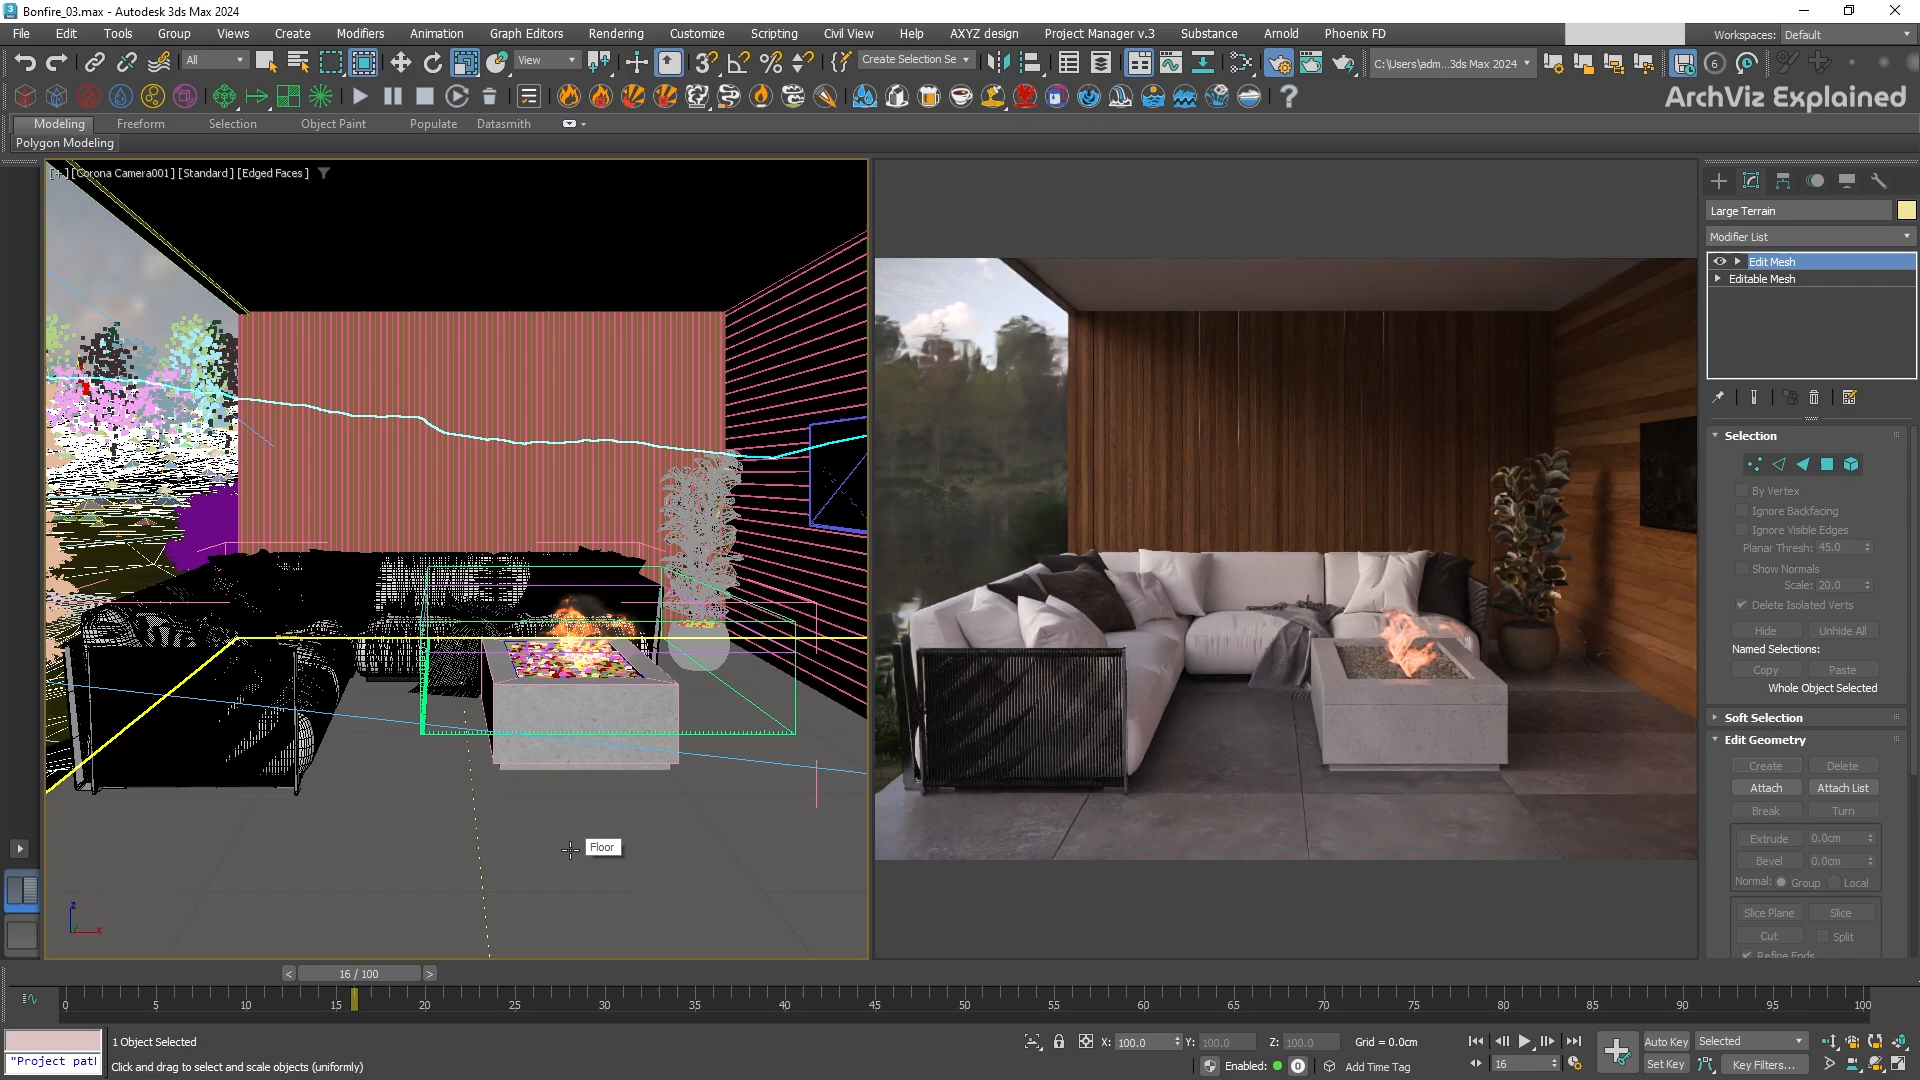 Bonfire_03.max - Autodesk 3ds Max 2024
File Edit Tools Group Views Create Modifiers Animation Graph Editors Rendering Customize Scripting Civil View Help AXYZ design Project Manager v.3 Substance Arnold Phoenix FD
Workspaces: Default
All View Create Selection Se C:\Users\adm...3ds Max 2024 6
ArchViz Explained
Modeling Freeform Selection Object Paint Populate Datasmith
Polygon Modeling
[+] [Corona Camera001] [Standard] [Edged Faces]
Large Terrain
Modifier List
Edit Mesh
Editable Mesh
Selection
By Vertex
Ignore Backfacing
Ignore Visible Edges
Planar Thresh: 45.0
Show Normals
Scale: 20.0
Delete Isolated Verts
Hide Unhide All
Named Selections:
Copy Paste
Whole Object Selected
Soft Selection
Edit Geometry
Create Delete
Attach Attach List
Break Turn
Extrude 0.0cm
Bevel 0.0cm
Normal: Group Local
Slice Plane Slice
Cut Split
Refine Ends
Floor
z
x
< 16 / 100 >
0 5 10 15 20 25 30 35 40 45 50 55 60 65 70 75 80 85 90 95 100
1 Object Selected
X: 100.0 Y: 100.0 Z: 100.0 Grid = 0.0cm
Auto Key Selected
"Project patl
Click and drag to select and scale objects (uniformly)
Enabled: 0 Add Time Tag
16
Set Key Key Filters...